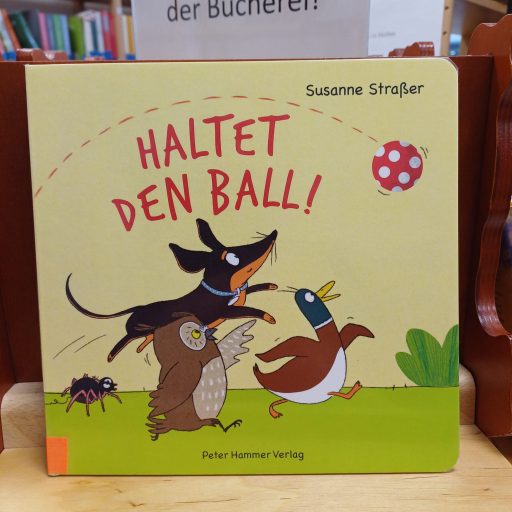 der Bücherei!
Susanne Straßer
HALTET
DEN BALL!
Peter Hammer Verlag